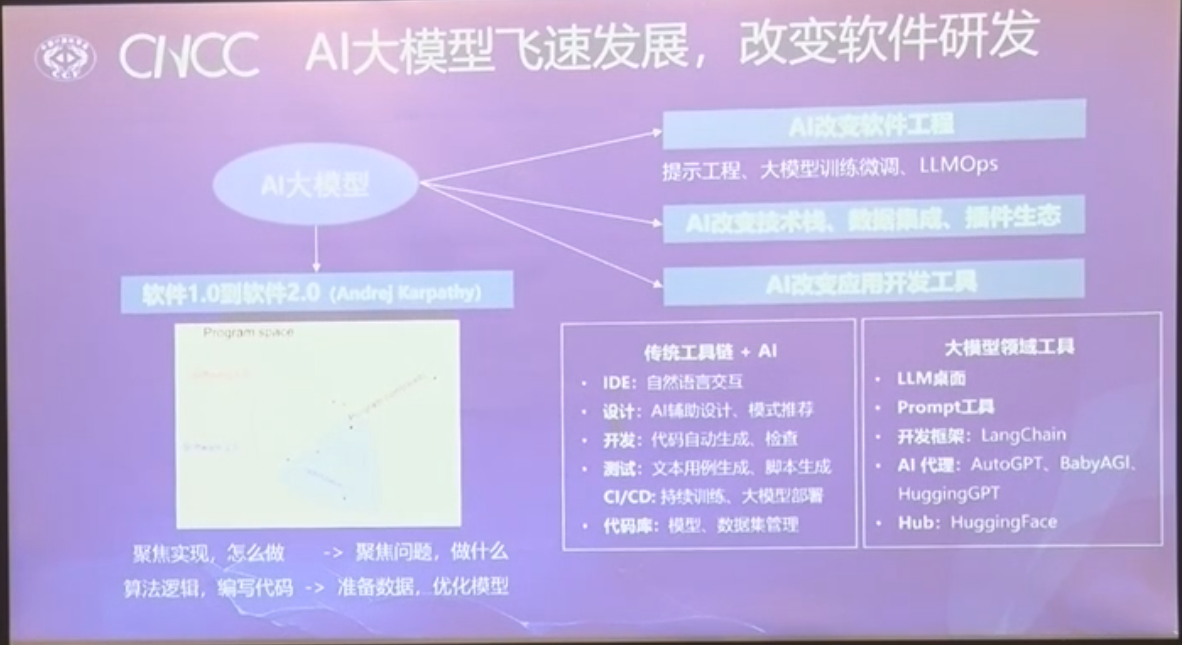 CNCC AI大模型飞速发展，改变软件研发
AI大模型
AI改变软件工程
提示工程、大模型训练微调、LLMOps
AI改变技术栈、数据集成、插件生态
AI改变应用开发工具
软件1.0到软件2.0（Andrej Karpathy）
Program space
聚焦实现，怎么做 -> 聚焦问题，做什么
算法逻辑，编写代码 -> 准备数据，优化模型
传统工具链 + AI
• IDE：自然语言交互
• 设计：AI辅助设计、模式推荐
• 开发：代码自动生成、检查
• 测试：文本用例生成、脚本生成
CI/CD: 持续训练、大模型部署
• 代码库：模型、数据集管理
大模型领域工具
• LLM桌面
• Prompt工具
• 开发框架：LangChain
• AI 代理：AutoGPT、BabyAGI、
HuggingGPT
• Hub：HuggingFace